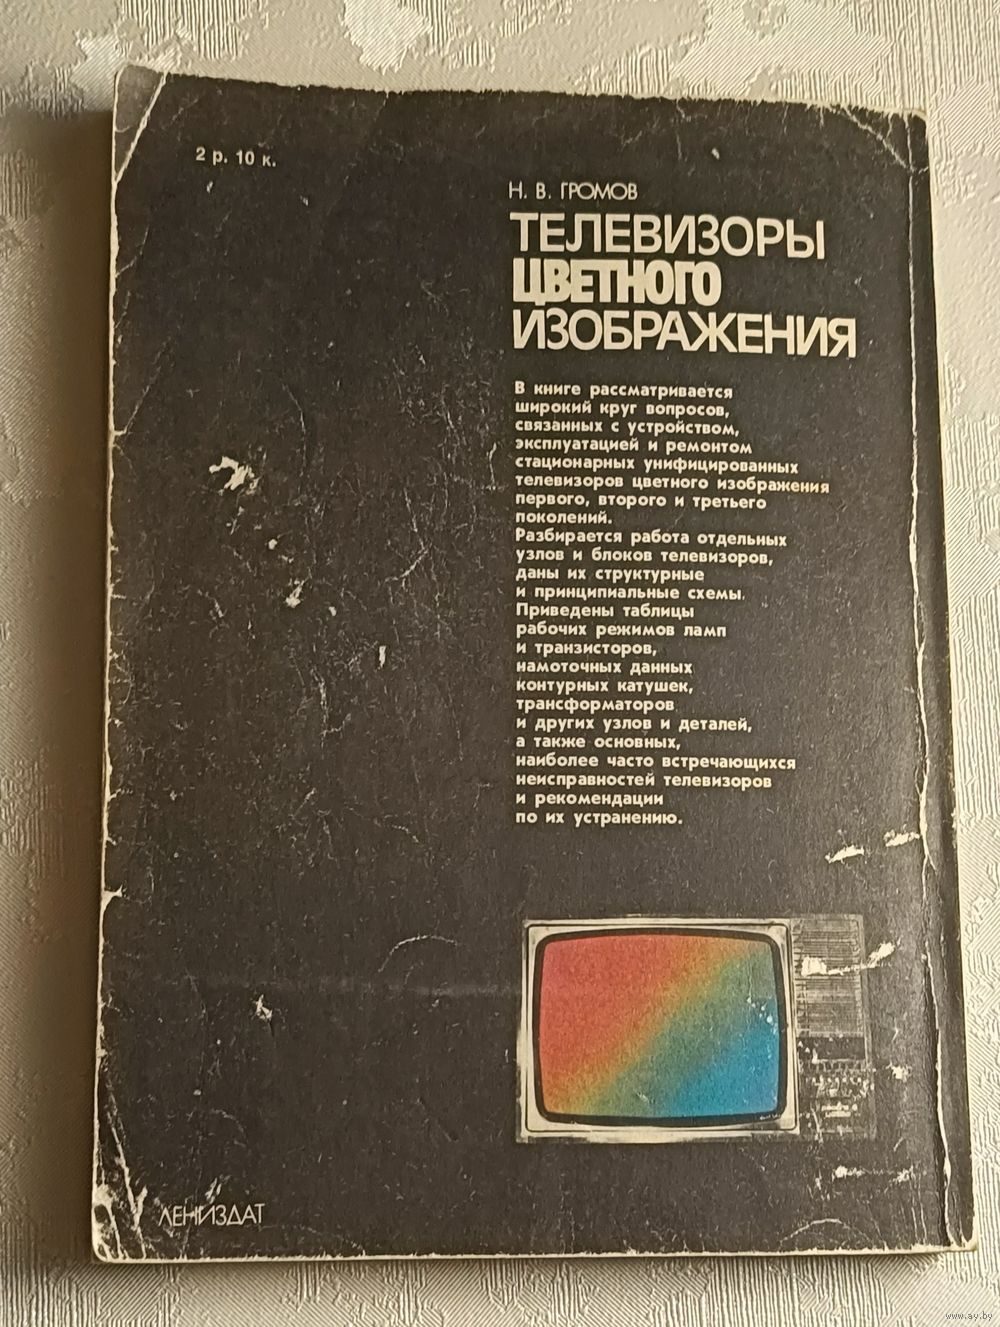 2 р. 10 к.
Н. В. ГРОМОВ
ТЕЛЕВИЗОРЫ
ЦВЕТНОГО
ИЗОБРАЖЕНИЯ
В книге рассматривается
широкий круг вопросов,
связанных с устройством,
эксплуатацией и ремонтом
стационарных унифицированных
телевизоров цветного изображения
первого, второго и третьего
поколений.
Разбирается работа отдельных
узлов и блоков телевизоров,
даны их структурные
и принципиальные схемы.
Приведены таблицы
рабочих режимов ламп
и транзисторов,
намоточных данных
контурных катушек,
трансформаторов
и других узлов и деталей,
а также основных,
наиболее часто встречающихся
неисправностей телевизоров
и рекомендации
по их устранению.
ЛЕНИЗДАТ
www.ay.by